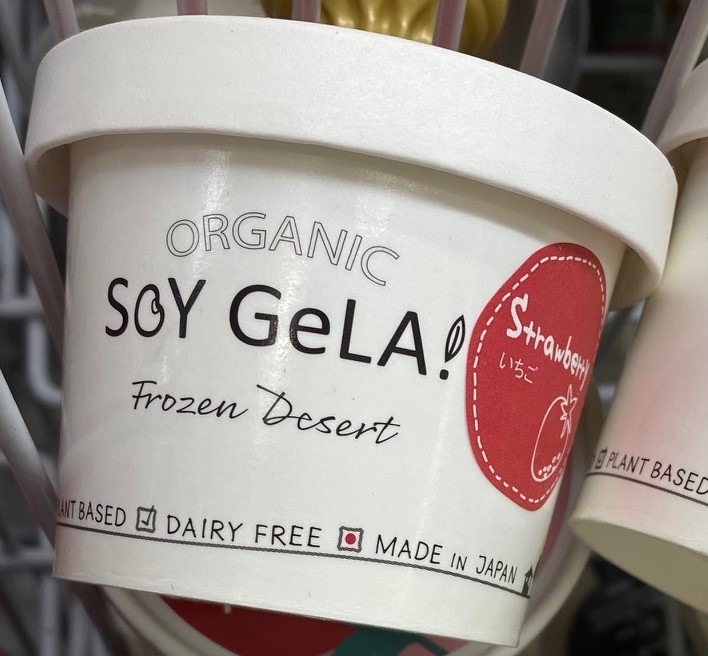 ORGANIC
SOY GeLA!
Frozen Desert
Strawberry
いちご
PLANT BASED DAIRY FREE MADE IN JAPAN
PLANT BASED